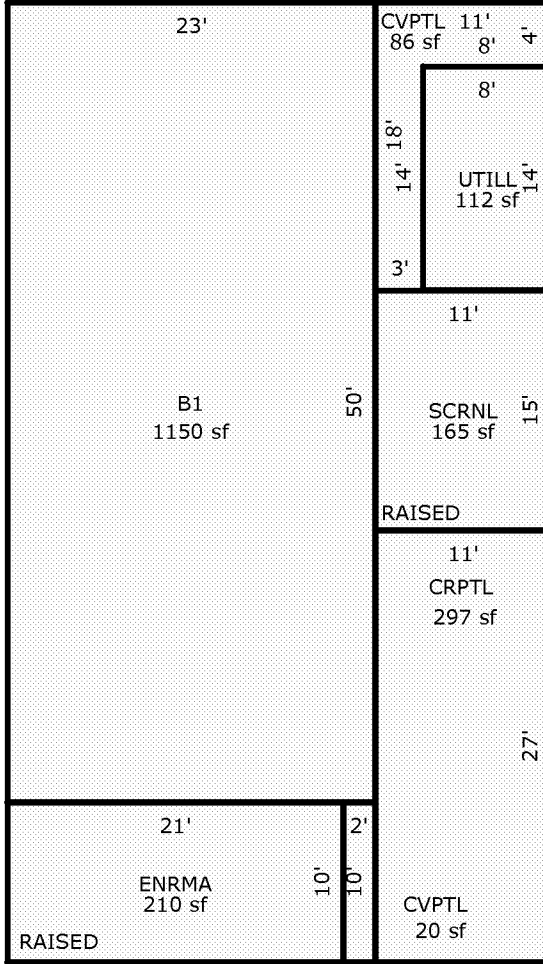 23'
CVPTL 11'
86 sf
8'
4'
8'
18'
14'
UTILL
112 sf
14'
3'
11'
B1
1150 sf
50'
SCRNL
165 sf
15'
RAISED
11'
CRPTL
297 sf
27'
21'
2'
ENRMA
210 sf
10'
10'
CVPTL
20 sf
RAISED